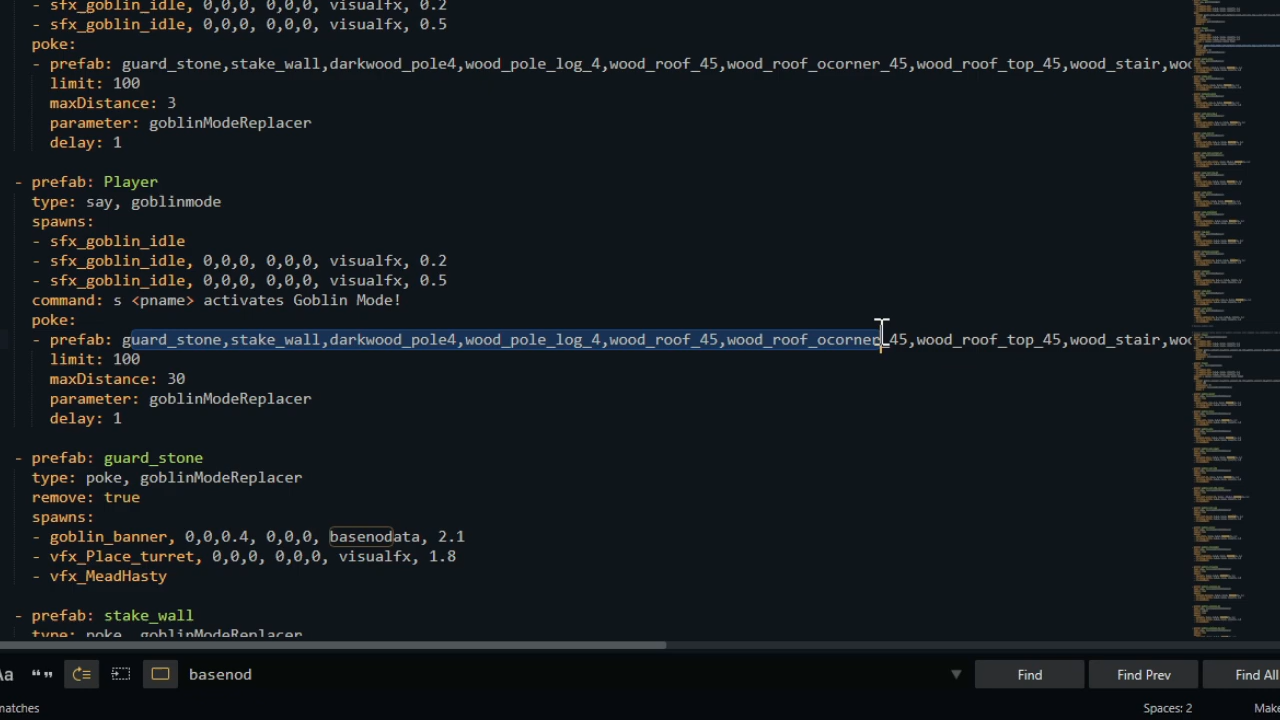 - sfx_goblin_idle, 0,0,0, 0,0,0, visualfx, 0.2
- sfx_goblin_idle, 0,0,0, 0,0,0, visualfx, 0.5
poke:
- prefab: guard_stone,stake_wall,darkwood_pole4,wood_pole_log_4,wood_roof_45,wood_roof_ocorner_45,wood_roof_top_45,wood_stair,woo
limit: 100
maxDistance: 3
parameter: goblinModeReplacer
delay: 1
- prefab: Player
type: say, goblinmode
spawns:
- sfx_goblin_idle
- sfx_goblin_idle, 0,0,0, 0,0,0, visualfx, 0.2
- sfx_goblin_idle, 0,0,0, 0,0,0, visualfx, 0.5
command: s <pname> activates Goblin Mode!
poke:
- prefab: guard_stone,stake_wall,darkwood_pole4,wood_pole_log_4,wood_roof_45,wood_roof_ocorner_45,wood_roof_top_45,wood_stair,woo
limit: 100
maxDistance: 30
parameter: goblinModeReplacer
delay: 1
- prefab: guard_stone
type: poke, goblinModeReplacer
remove: true
spawns:
- goblin_banner, 0,0,0.4, 0,0,0, basenodata, 2.1
- vfx_Place_turret, 0,0,0, 0,0,0, visualfx, 1.8
- vfx_MeadHasty
- prefab: stake_wall
type: poke, goblinModeReplacer
Aa "" basenod Find Find Prev Find All
matches Spaces: 2 Make